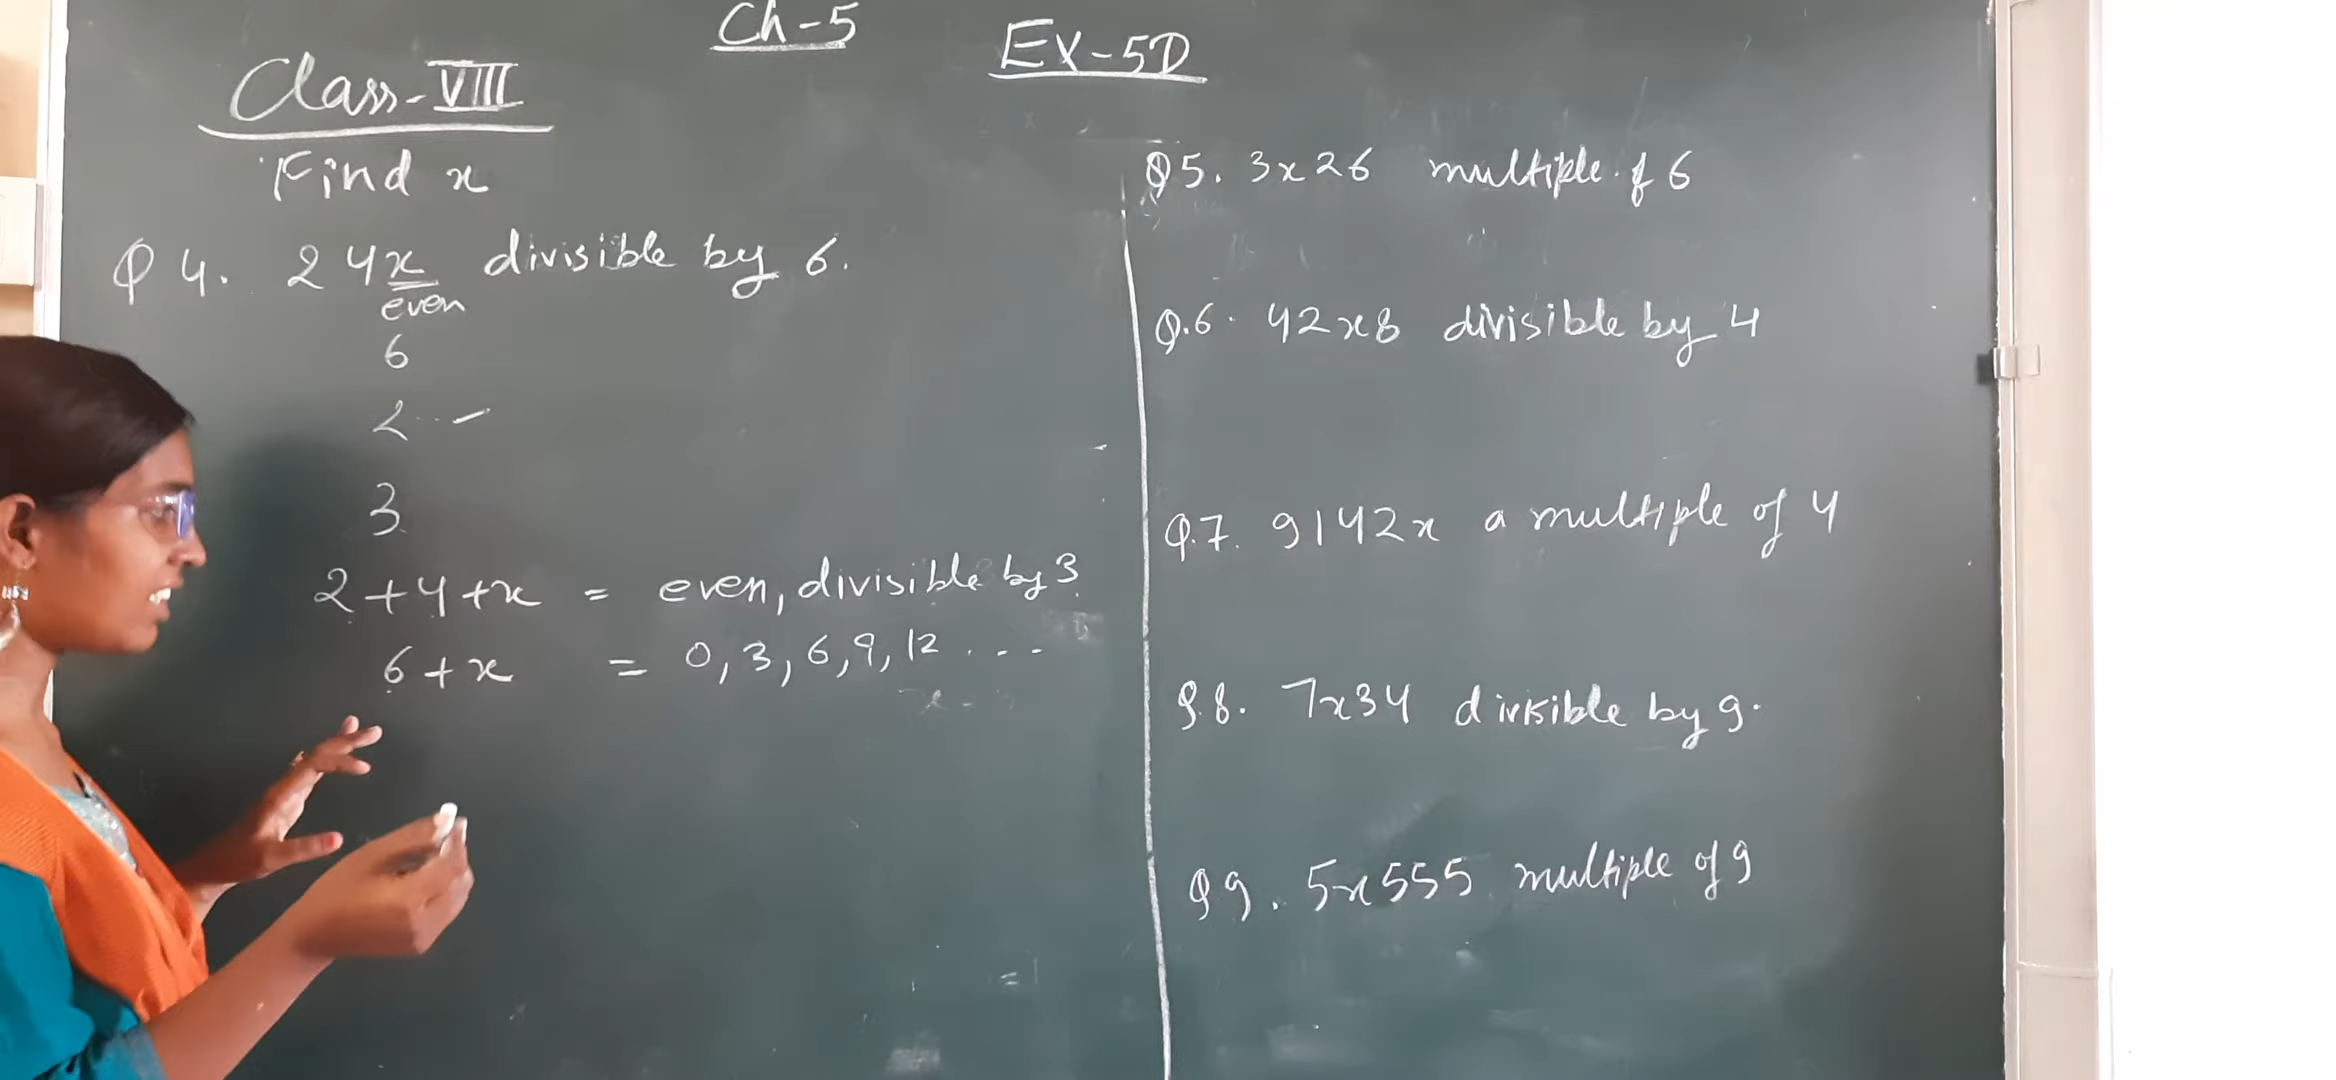 Ch-5
Ex-5D
Class-VIII
Find x
Q 4. 24x divisible by 6.
even
6
2
3
2+4+x = even, divisible by 3
6+x = 0, 3, 6, 9, 12 ...
Q5. 3x26 multiple of 6
Q.6. 42x8 divisible by 4
Q.7. 9142x a multiple of 4
Q.8. 7x34 divisible by 9.
Q9. 5x555 multiple of 9